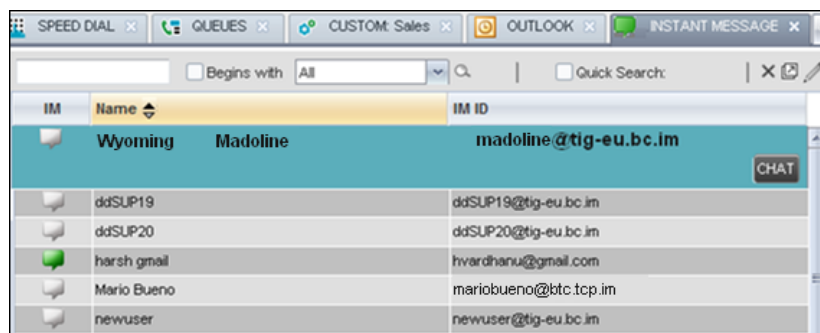 SPEED DIAL × QUEUES × CUSTOM: Sales × OUTLOOK × INSTANT MESSAGE ×
Begins with All Quick Search:
IM Name IM ID
Wyoming Madoline madoline@tig-eu.bc.im
CHAT
ddSUP19 ddSUP19@tig-eu.bc.im
ddSUP20 ddSUP20@tig-eu.bc.im
harsh gmail hvardhanu@gmail.com
Mario Bueno mariobueno@btc.tcp.im
newuser newuser@tig-eu.bc.im